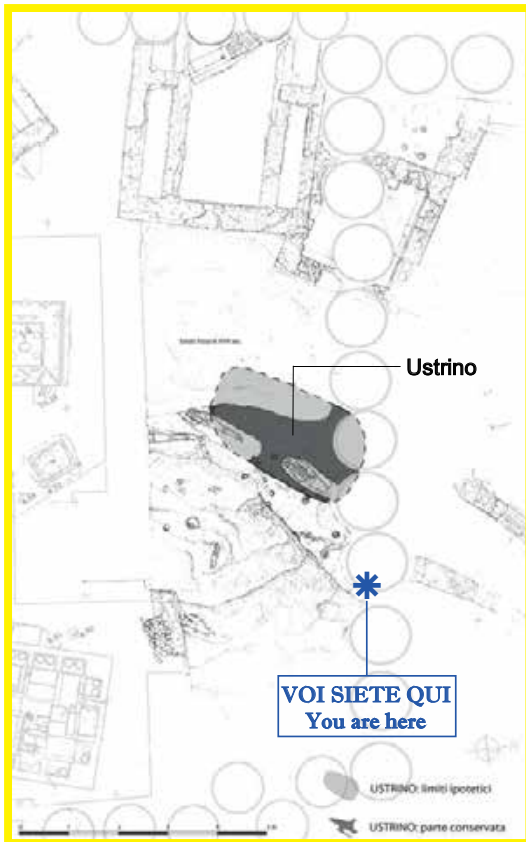 Ustrino
VOI SIETE QUI
You are here
USTRINO: limiti ipotetici
USTRINO: parte conservata